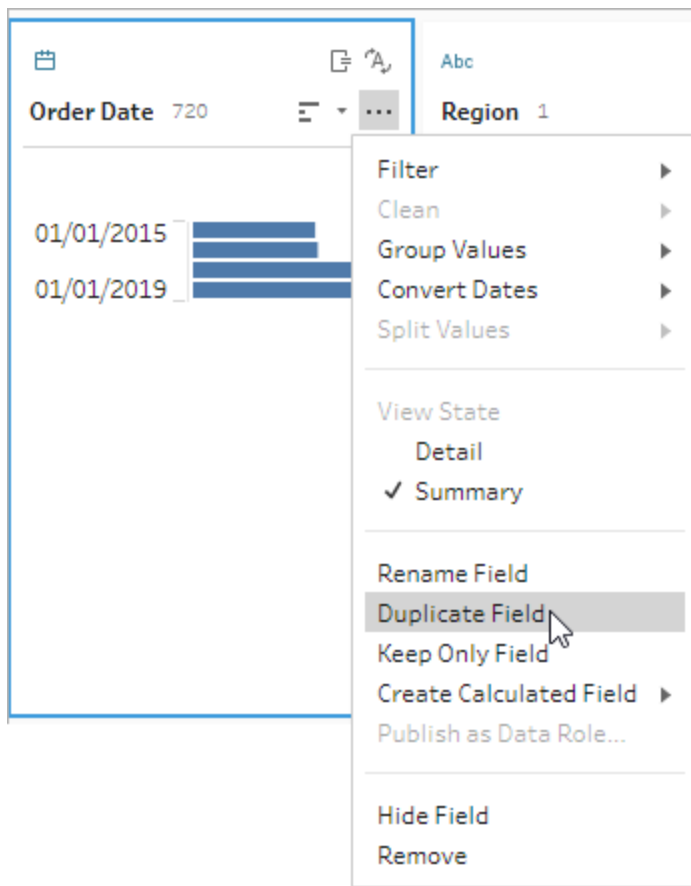 Abc
Order Date 720
Region 1
01/01/2015
01/01/2019
Filter
Clean
Group Values
Convert Dates
Split Values
View State
Detail
Summary
Rename Field
Duplicate Field
Keep Only Field
Create Calculated Field
Publish as Data Role...
Hide Field
Remove